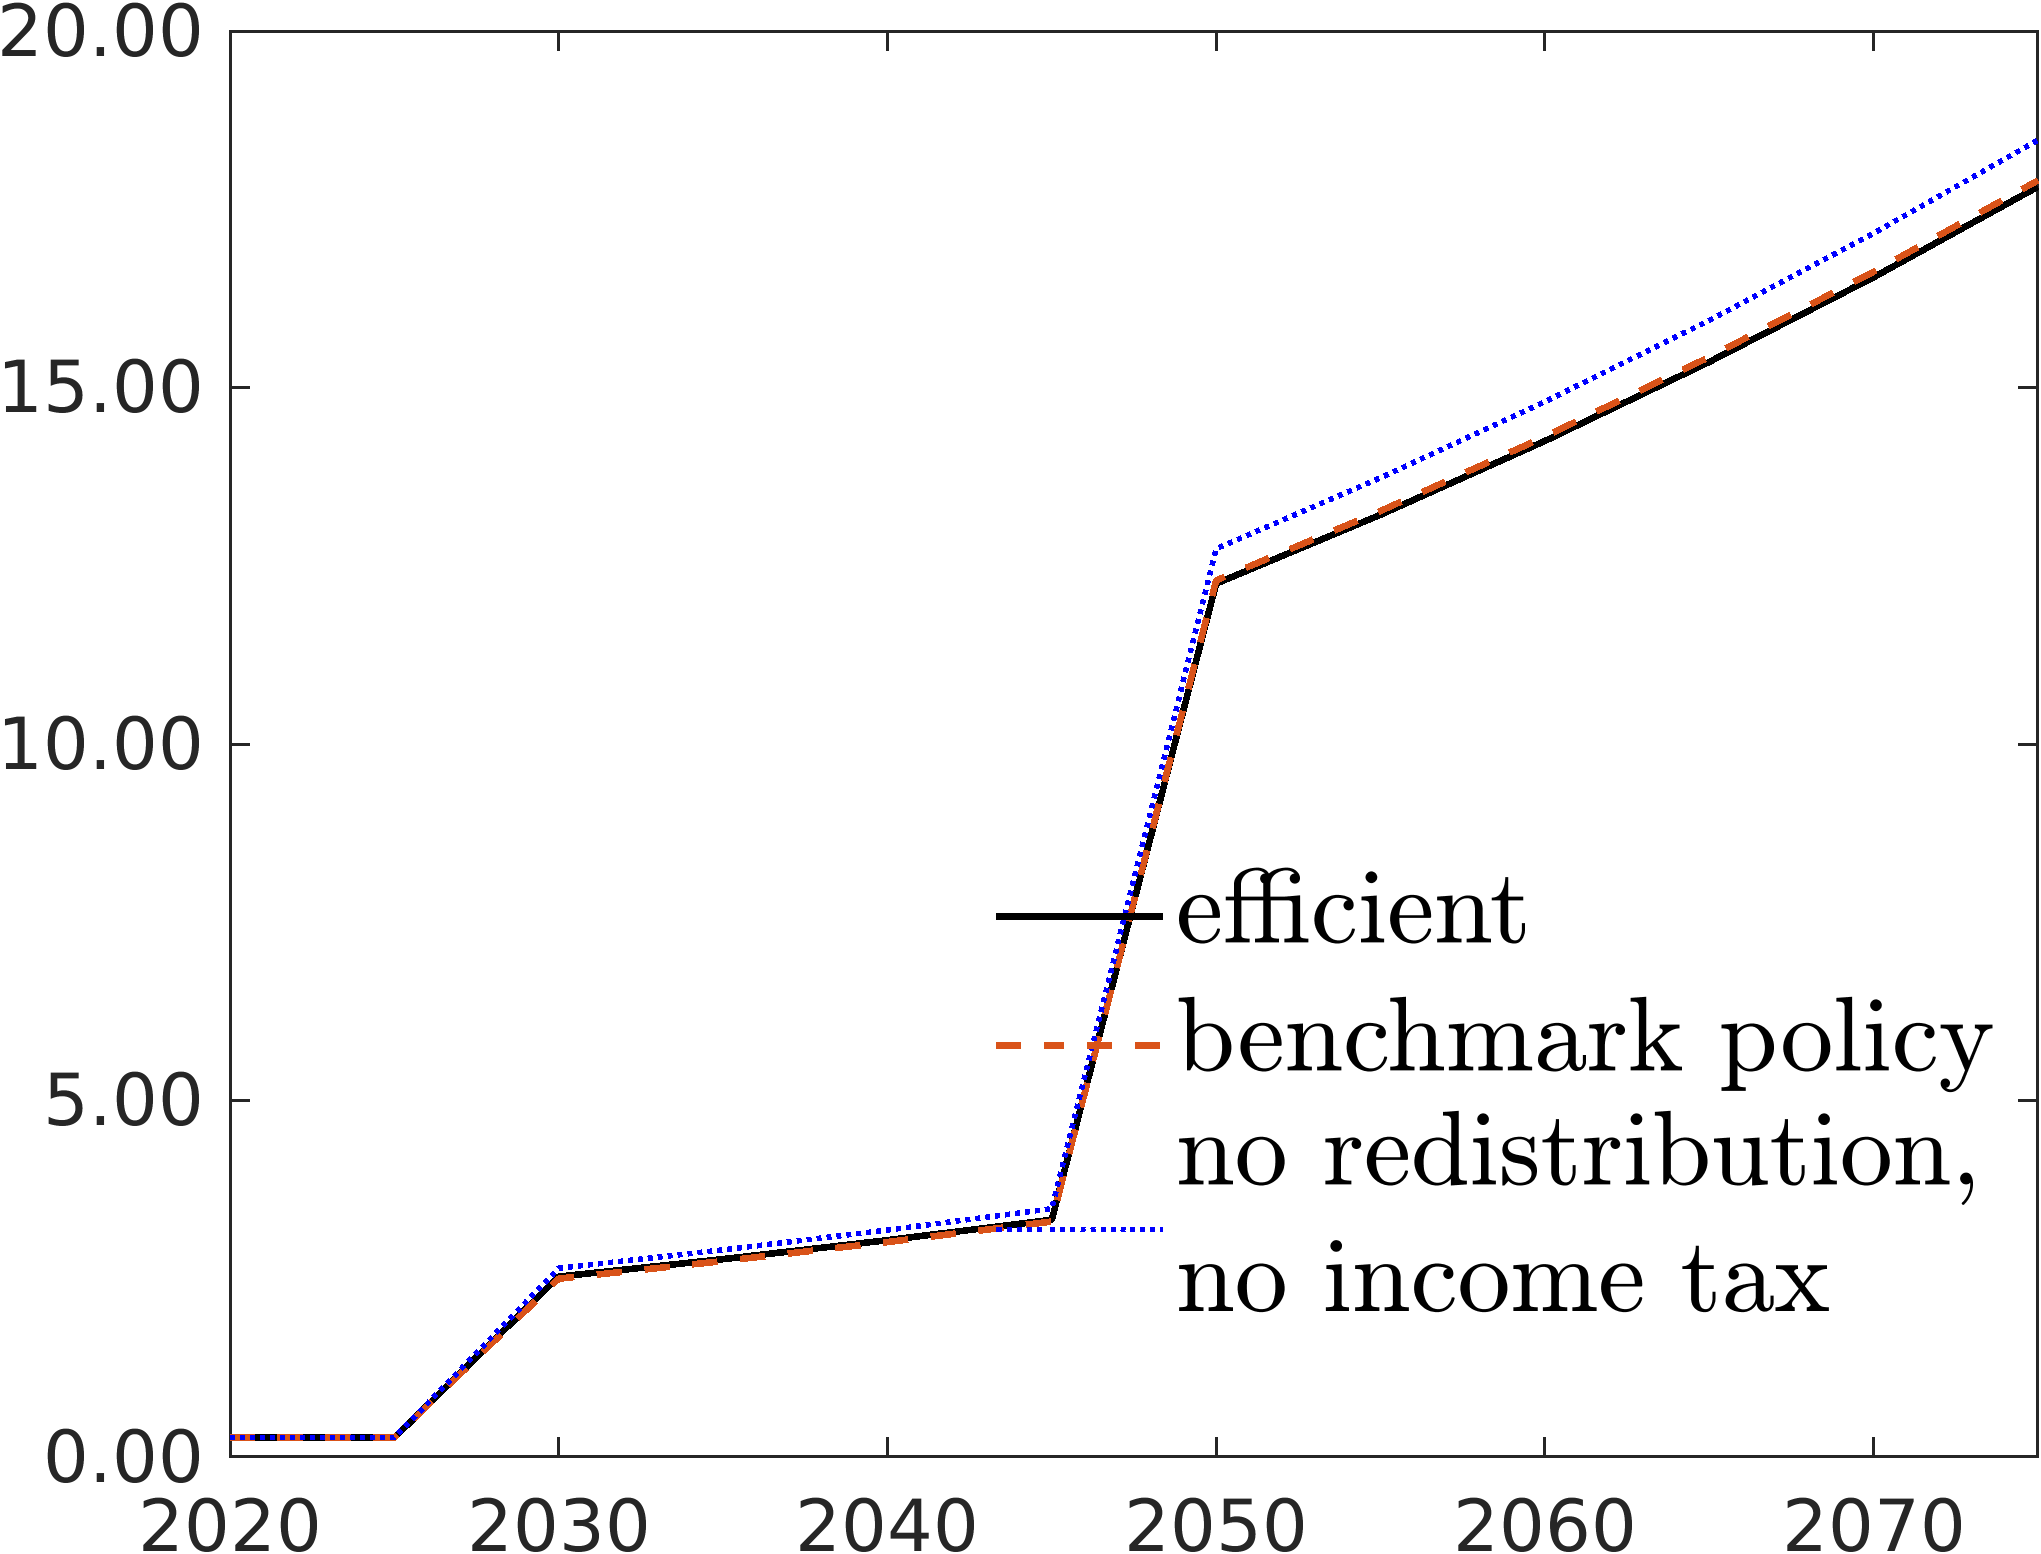 20.00
15.00
10.00
5.00
0.00
efficient
benchmark policy
no redistribution,
no income tax
2020 2030 2040 2050 2060 2070